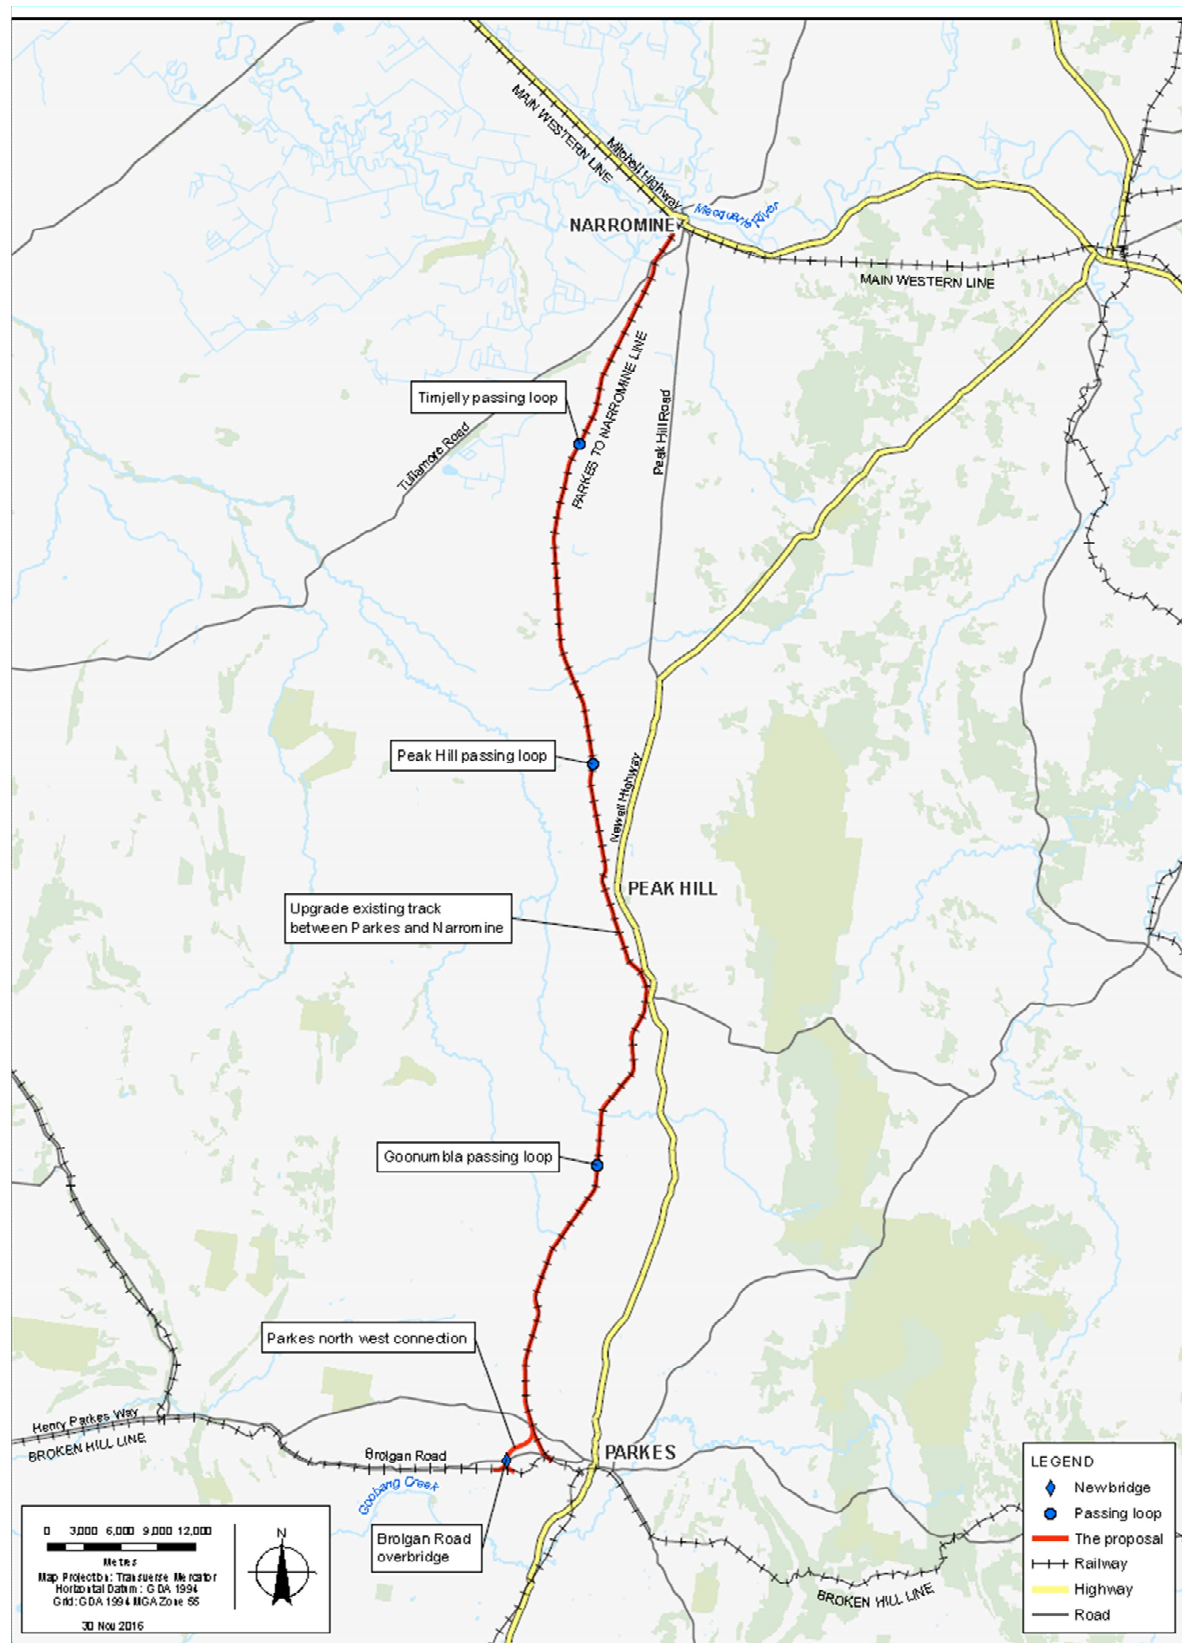 MAIN WESTERN LINE
Mitchell Highway
Macquarie River
NARROMINE
MAIN WESTERN LINE
PARKES TO NARROMINE LINE
Timjelly passing loop
Peak Hill Road
Tullamore Road
Peak Hill passing loop
Newell Highway
PEAK HILL
Upgrade existing track
between Parkes and Narromine
Goonumbla passing loop
Parkes north west connection
Henry Parkes Way
BROKEN HILL LINE
Brolgan Road
PARKES
Goobang Creek
Brolgan Road
overbridge
BROKEN HILL LINE
LEGEND
New bridge
Passing loop
The proposal
Railway
Highway
Road
0 3,000 6,000 9,000 12,000
Metres
Map Projection: Transverse Mercator
Horizontal Datum: GDA 1994
Grid: GDA 1994 MGA Zone 55
30 Nov 2016
N